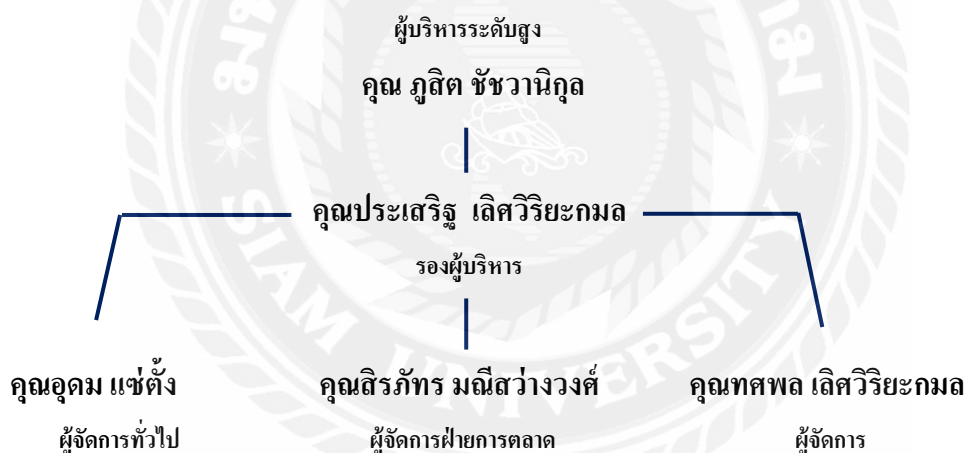 ผู้บริหารระดับสูง
คุณ ภูสิต ชัชวานิกุล
คุณประเสริฐ เลิศวิริยะกมล
รองผู้บริหาร
คุณอุดม แซ่ตั้ง
คุณสิรภัทร มณีสว่างวงศ์
คุณทศพล เลิศวิริยะกมล
ผู้จัดการทั่วไป
ผู้จัดการฝ่ายการตลาด
ผู้จัดการ
SIAM UNIVERSITY